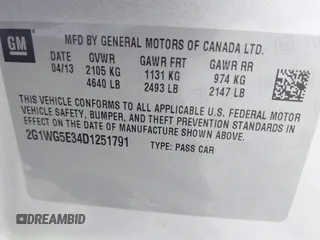 GM
MFD BY GENERAL MOTORS OF CANADA LTD.
DATE GVWR GAWR FRT GAWR RR
04/13 2105 KG 1131 KG 974 KG
4640 LB 2493 LB 2147 LB
THIS VEHICLE CONFORMS TO ALL APPLICABLE U.S. FEDERAL MOTOR
VEHICLE SAFETY, BUMPER, AND THEFT PREVENTION STANDARDS IN
EFFECT ON THE DATE OF MANUFACTURE SHOWN ABOVE.
2G1WG5E34D1251791 TYPE: PASS CAR
DREAMBID